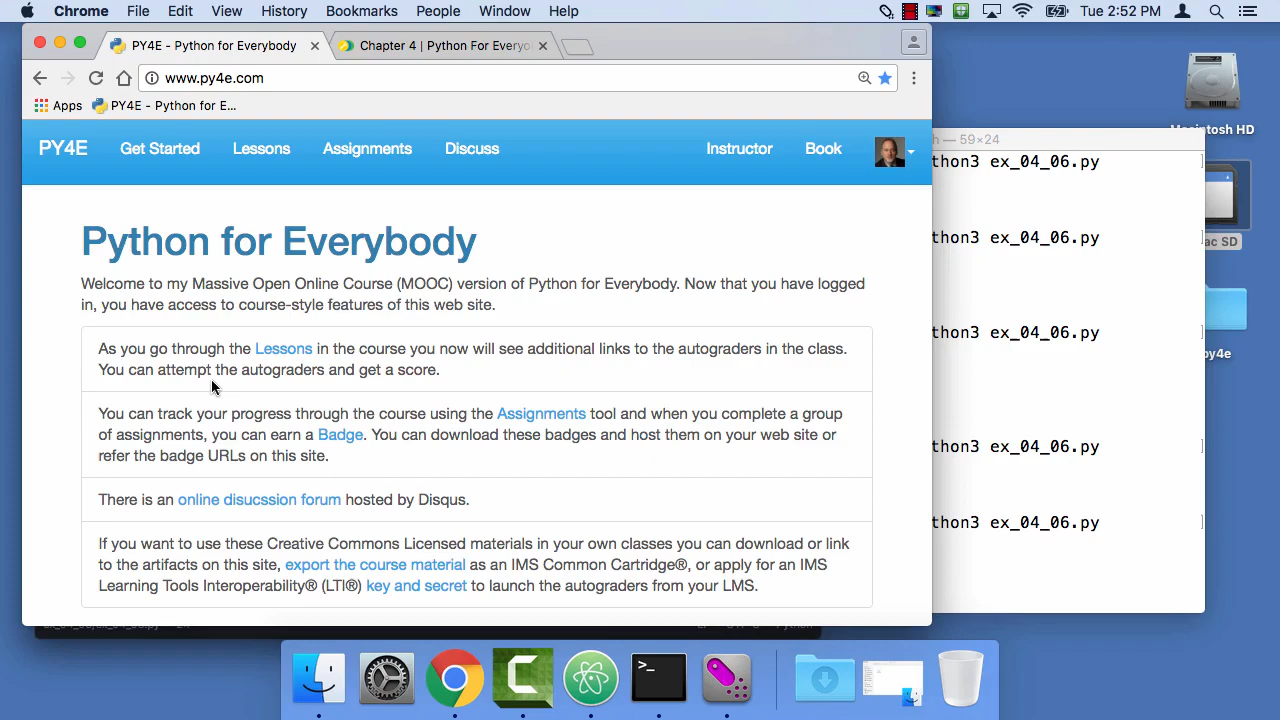 Chrome File Edit View History Bookmarks People Window Help Tue 2:52 PM
PY4E - Python for Everybody
Chapter 4 | Python For Everyo
www.py4e.com
Apps PY4E - Python for E...
PY4E Get Started Lessons Assignments Discuss Instructor Book
Python for Everybody
Welcome to my Massive Open Online Course (MOOC) version of Python for Everybody. Now that you have logged
in, you have access to course-style features of this web site.
As you go through the Lessons in the course you now will see additional links to the autograders in the class.
You can attempt the autograders and get a score.
You can track your progress through the course using the Assignments tool and when you complete a group
of assignments, you can earn a Badge. You can download these badges and host them on your web site or
refer the badge URLs on this site.
There is an online disucssion forum hosted by Disqus.
If you want to use these Creative Commons Licensed materials in your own classes you can download or link
to the artifacts on this site, export the course material as an IMS Common Cartridge®, or apply for an IMS
Learning Tools Interoperability® (LTI®) key and secret to launch the autograders from your LMS.
h — 59×24
thon3 ex_04_06.py ]
thon3 ex_04_06.py ]
thon3 ex_04_06.py ]
thon3 ex_04_06.py ]
thon3 ex_04_06.py ]
Macintosh HD
ac SD
py4e
>_